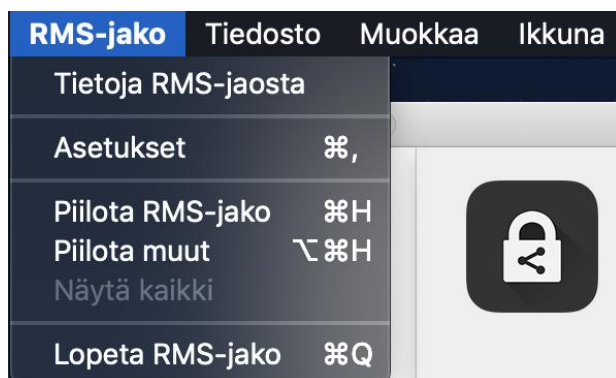 RMS-jako Tiedosto Muokkaa Ikkuna
Tietoja RMS-jaosta
Asetukset ⌘,
Piilota RMS-jako ⌘H
Piilota muut ⌥⌘H
Näytä kaikki
Lopeta RMS-jako ⌘Q